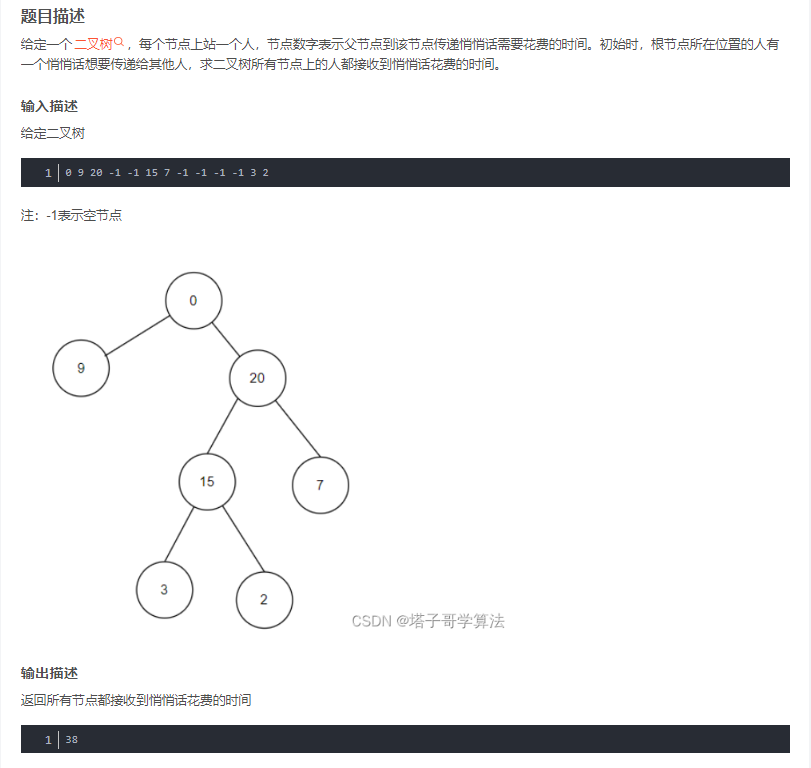 题目描述
给定一个 二叉树 ，每个节点上站一个人，节点数字表示父节点到该节点传递悄悄话需要花费的时间。初始时，根节点所在位置的人有
一个悄悄话想要传递给其他人，求二叉树所有节点上的人都接收到悄悄话花费的时间。
输入描述
给定二叉树
1 0 9 20 -1 -1 15 7 -1 -1 -1 -1 3 2
注：-1表示空节点
0
9
20
15
7
3
2
CSDN @塔子哥学算法
输出描述
返回所有节点都接收到悄悄话花费的时间
1 38